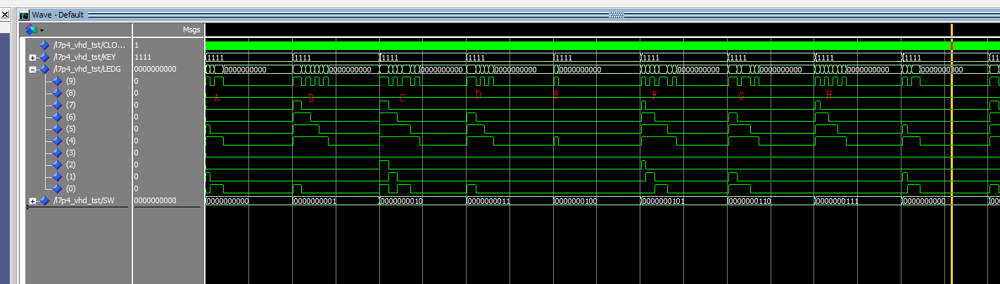 Wave - Default
Msgs
/l7p4_vhd_tst/CLO... 1
/l7p4_vhd_tst/KEY 1111 1111 1111 1111 1111 1111 1111 1111 1111 1111
/l7p4_vhd_tst/LEDG 0000000000 0000000000 0000000000 0000000000 0000000000 0000000000 0000000000 0000000000 0000000000 0000000000
(9) 0
(8) 0 A D C D E F C H
(7) 0
(6) 0
(5) 0
(4) 0
(3) 0
(2) 0
(1) 0
(0) 0
/l7p4_vhd_tst/SW 0000000000 0000000000 0000000001 0000000010 0000000011 0000000100 0000000101 0000000110 0000000111 0000000000 000